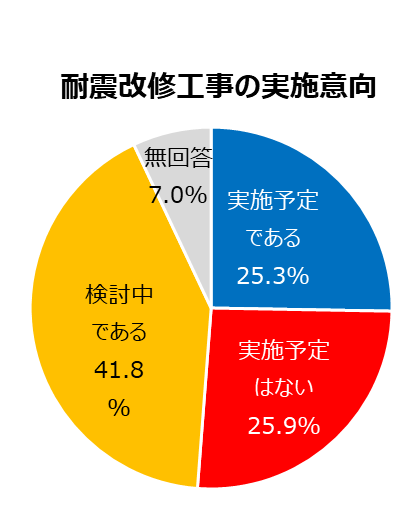 耐震改修工事の実施意向
無回答
7.0%
実施予定
である
25.3%
検討中
である
41.8
%
実施予定
はない
25.9%